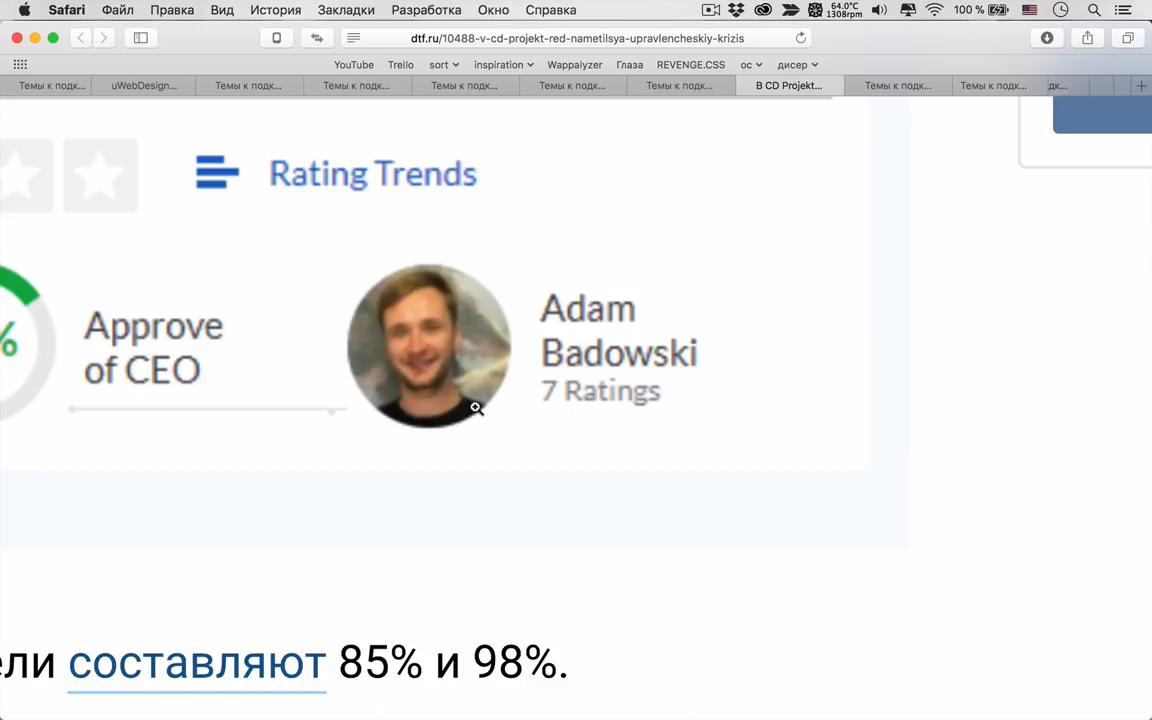 Safari Файл Правка Вид История Закладки Разработка Окно Справка 64.0°C 1308rpm 100 %
dtf.ru/10488-v-cd-projekt-red-nametilsya-upravlencheskiy-krizis
YouTube Trello sort inspiration Wappalyzer Глаза REVENGE.CSS ос дисер
Темы к подк... uWebDesign... Темы к подк... Темы к подк... Темы к подк... Темы к подк... Темы к подк... В CD Projekt... Темы к подк... Темы к подк... дк...
Rating Trends
%
Approve
of CEO
Adam
Badowski
7 Ratings
ели составляют 85% и 98%.